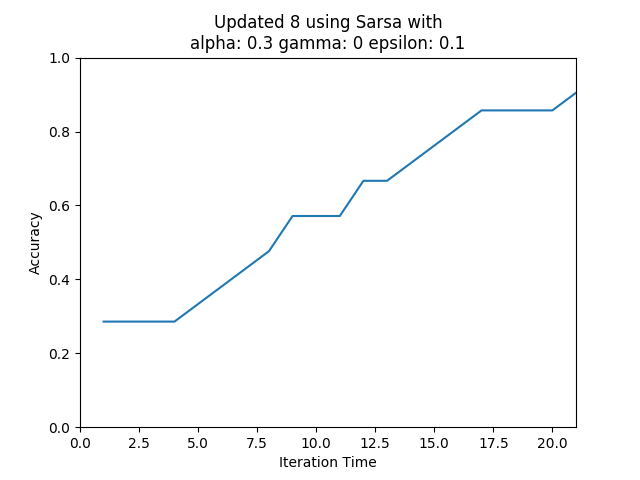 Updated 8 using Sarsa with
alpha: 0.3 gamma: 0 epsilon: 0.1
1.0
0.8
0.6
0.4
0.2
0.0
Accuracy
0.0 2.5 5.0 7.5 10.0 12.5 15.0 17.5 20.0
Iteration Time